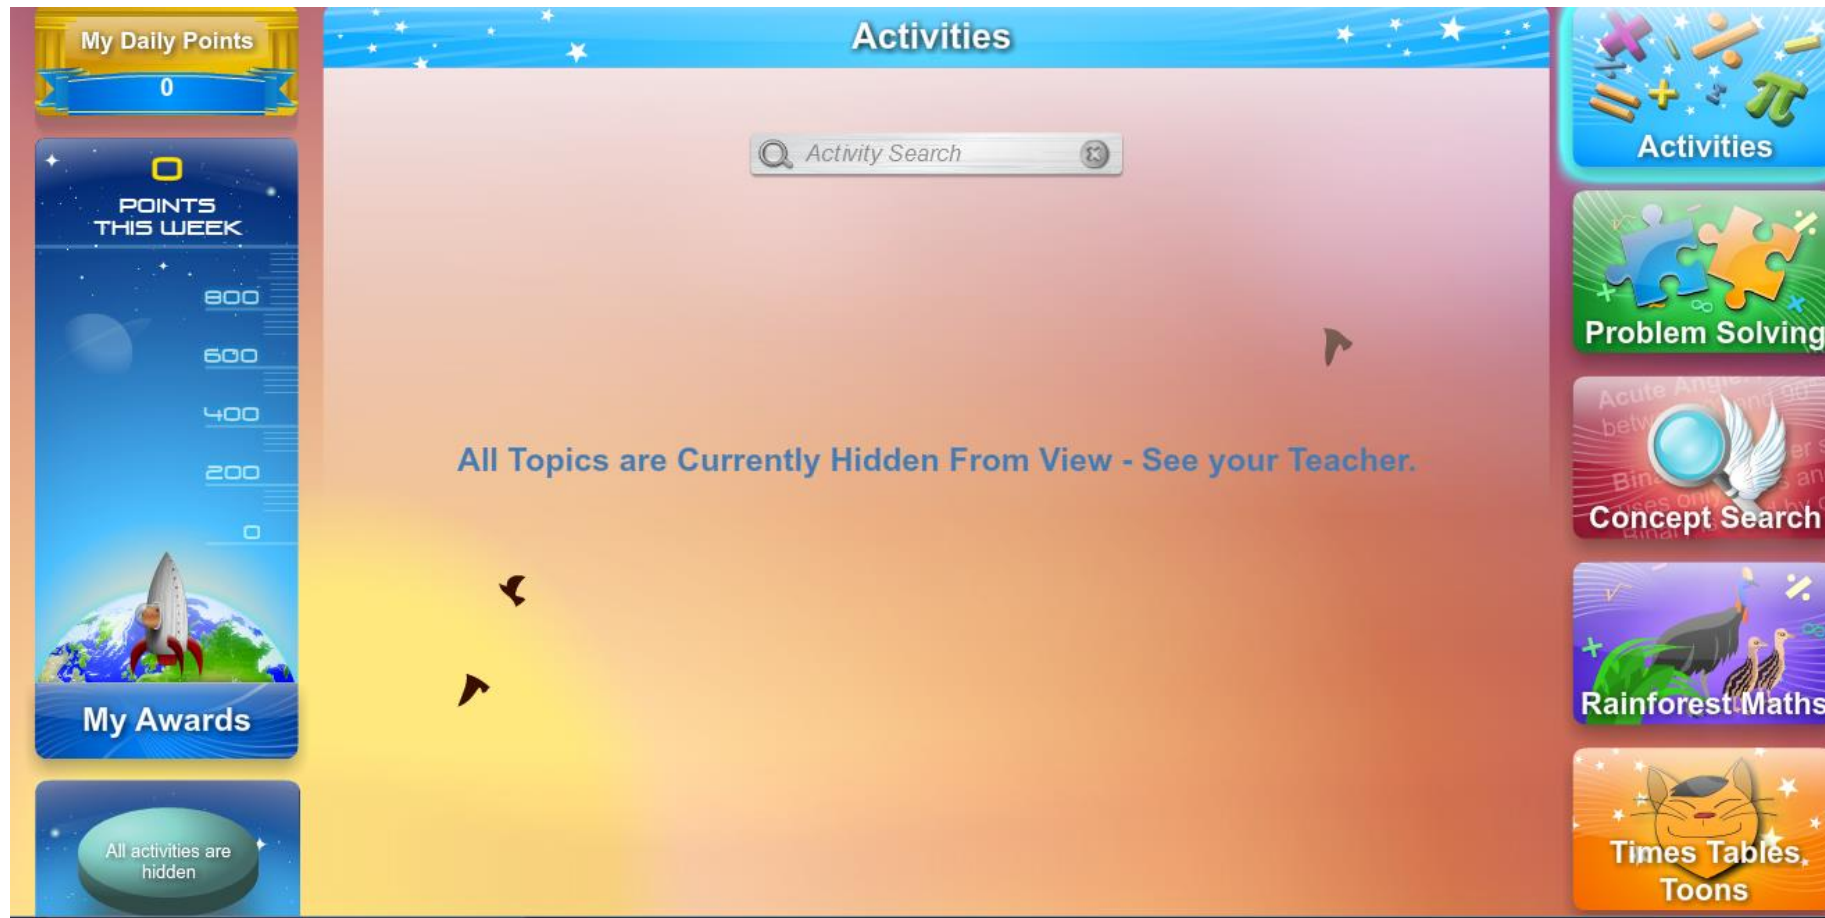 My Daily Points
0
0
POINTS
THIS WEEK
800
600
400
200
0
My Awards
All activities are
hidden
Activities
Activity Search
All Topics are Currently Hidden From View - See your Teacher.
Activities
Problem Solving
Acute Angle
Concept Search
Rainforest Maths
Times Tables
Toons